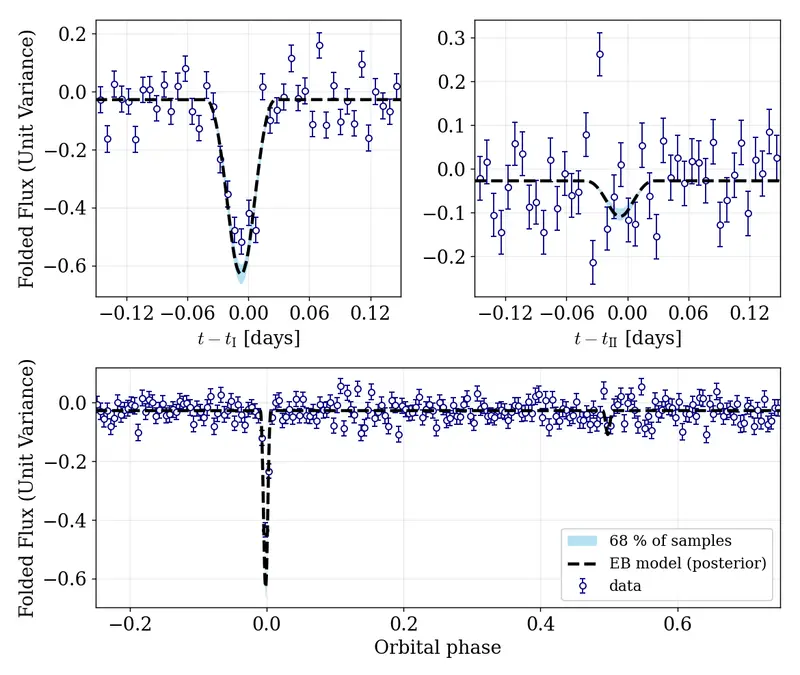 Folded Flux (Unit Variance)
0.2
0.0
−0.2
−0.4
−0.6
−0.12 −0.06 0.00 0.06 0.12
t − t_I [days]
0.3
0.2
0.1
0.0
−0.1
−0.2
−0.12 −0.06 0.00 0.06 0.12
t − t_II [days]
Folded Flux (Unit Variance)
0.0
−0.2
−0.4
−0.6
68 % of samples
EB model (posterior)
data
−0.2 0.0 0.2 0.4 0.6
Orbital phase